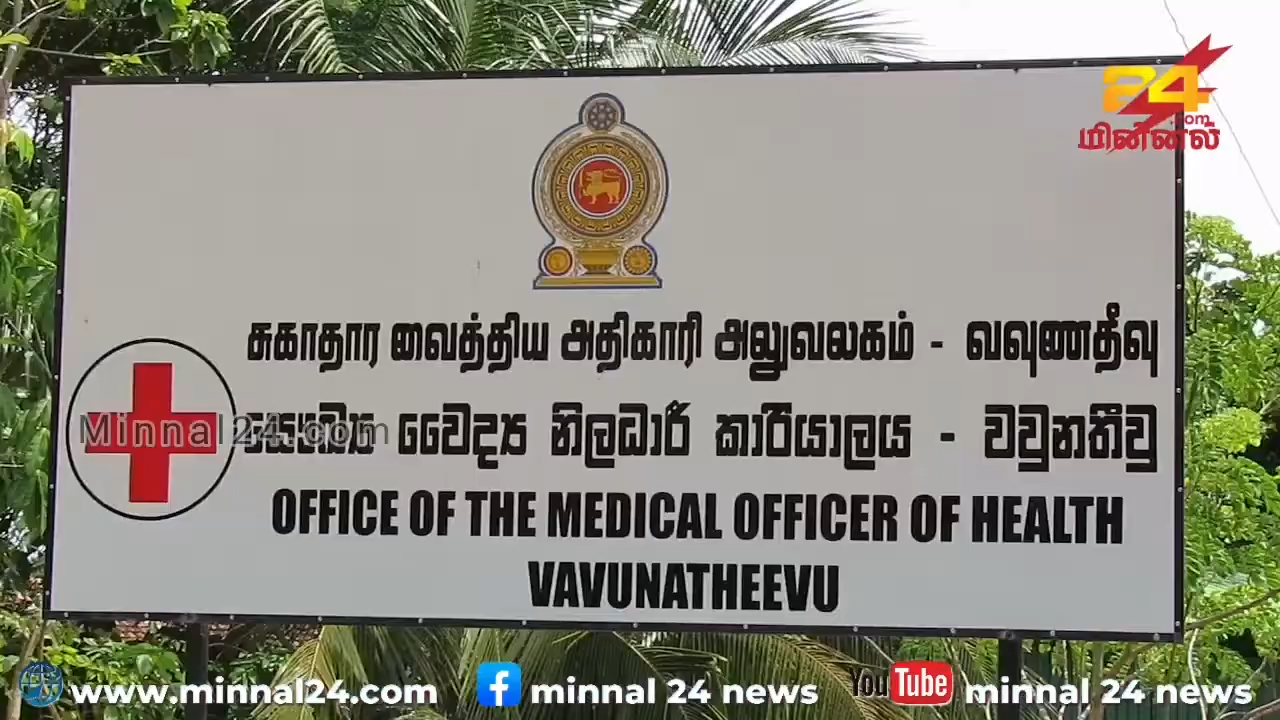 24
.com
மின்னல்
சுகாதார வைத்திய அதிகாரி அலுவலகம் - வவுணதீவு
සෞඛ්‍ය වෛද්‍ය නිලධාරී කාරියාලය - වවුනතීවු
Minnal24.com
OFFICE OF THE MEDICAL OFFICER OF HEALTH
VAVUNATHEEVU
www.minnal24.com
minnal 24 news
YouTube
minnal 24 news